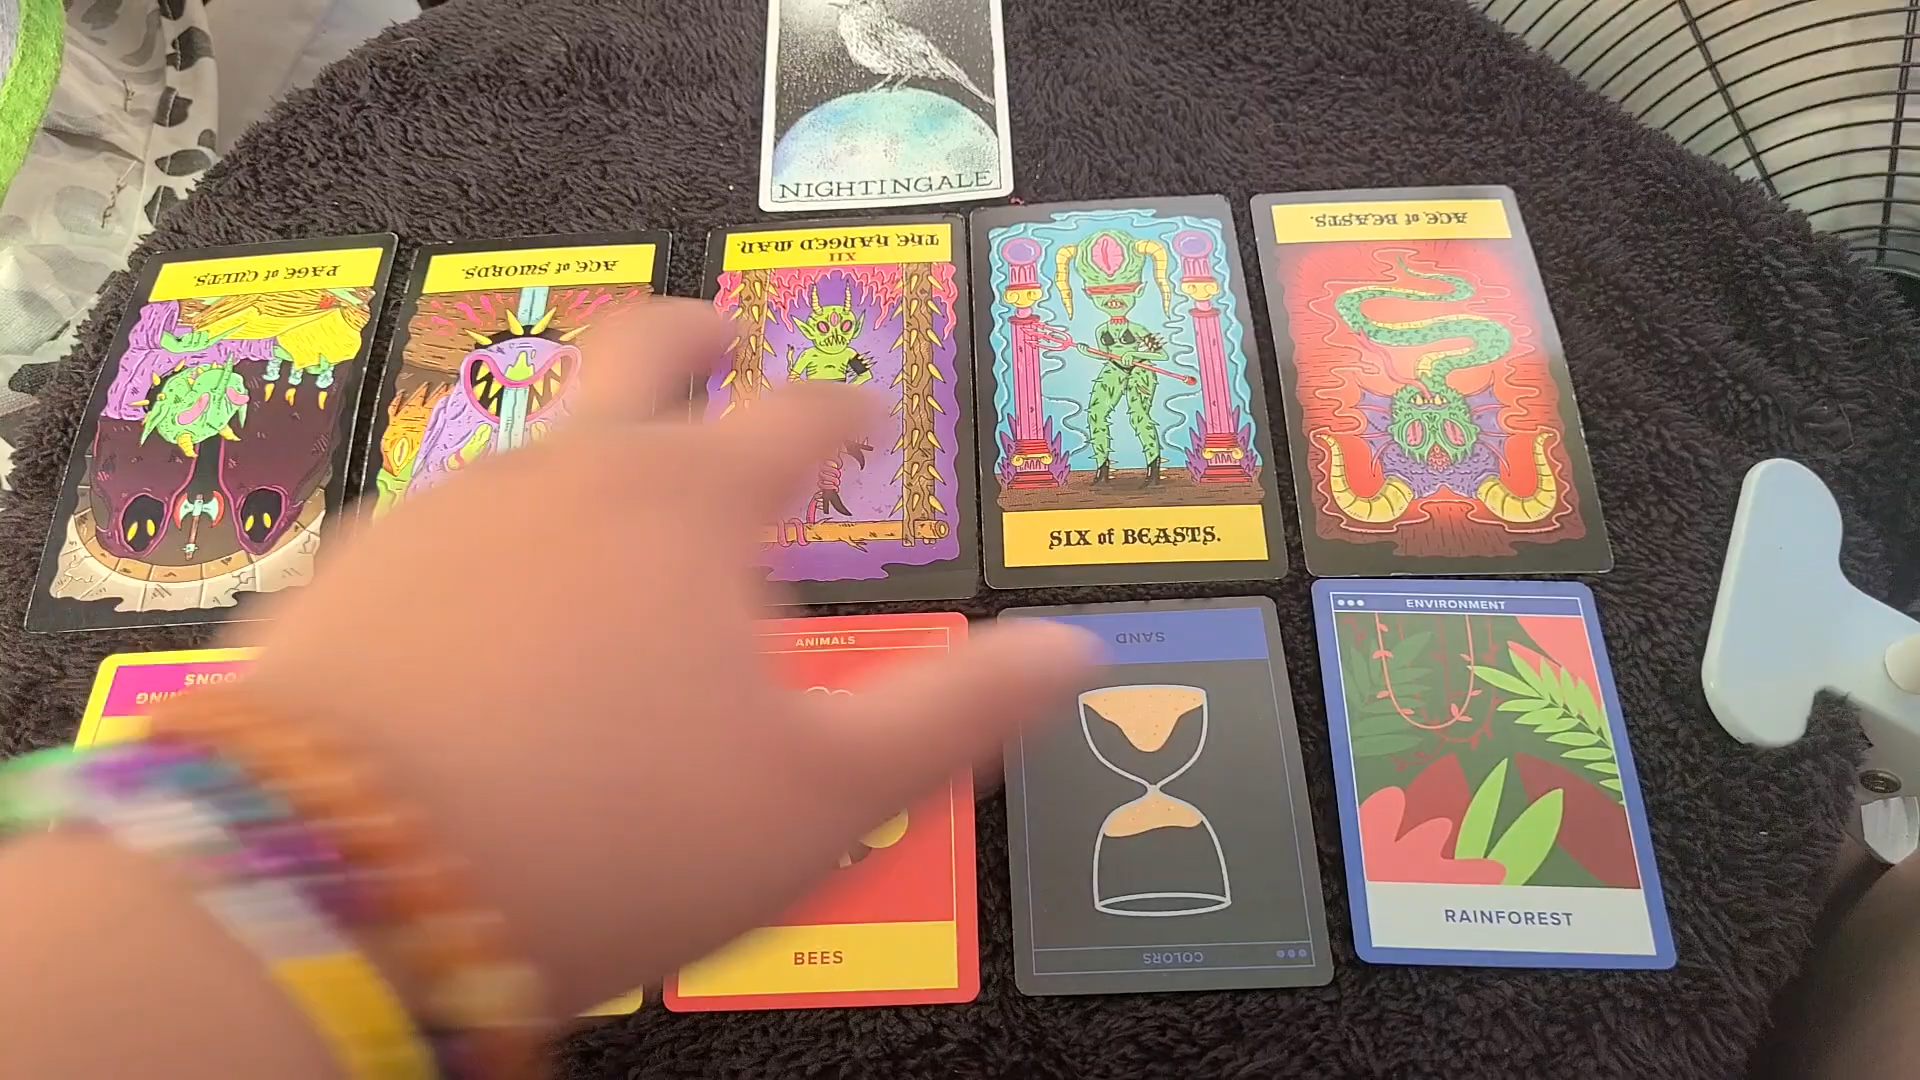 NIGHTINGALE
PAGE of CULTS.
ACE of SWORDS.
THE HANGED MAN.
XII
SIX of BEASTS.
ACE of BEASTS.
ANIMALS
BEES
SAND
COLORS
ENVIRONMENT
RAINFOREST